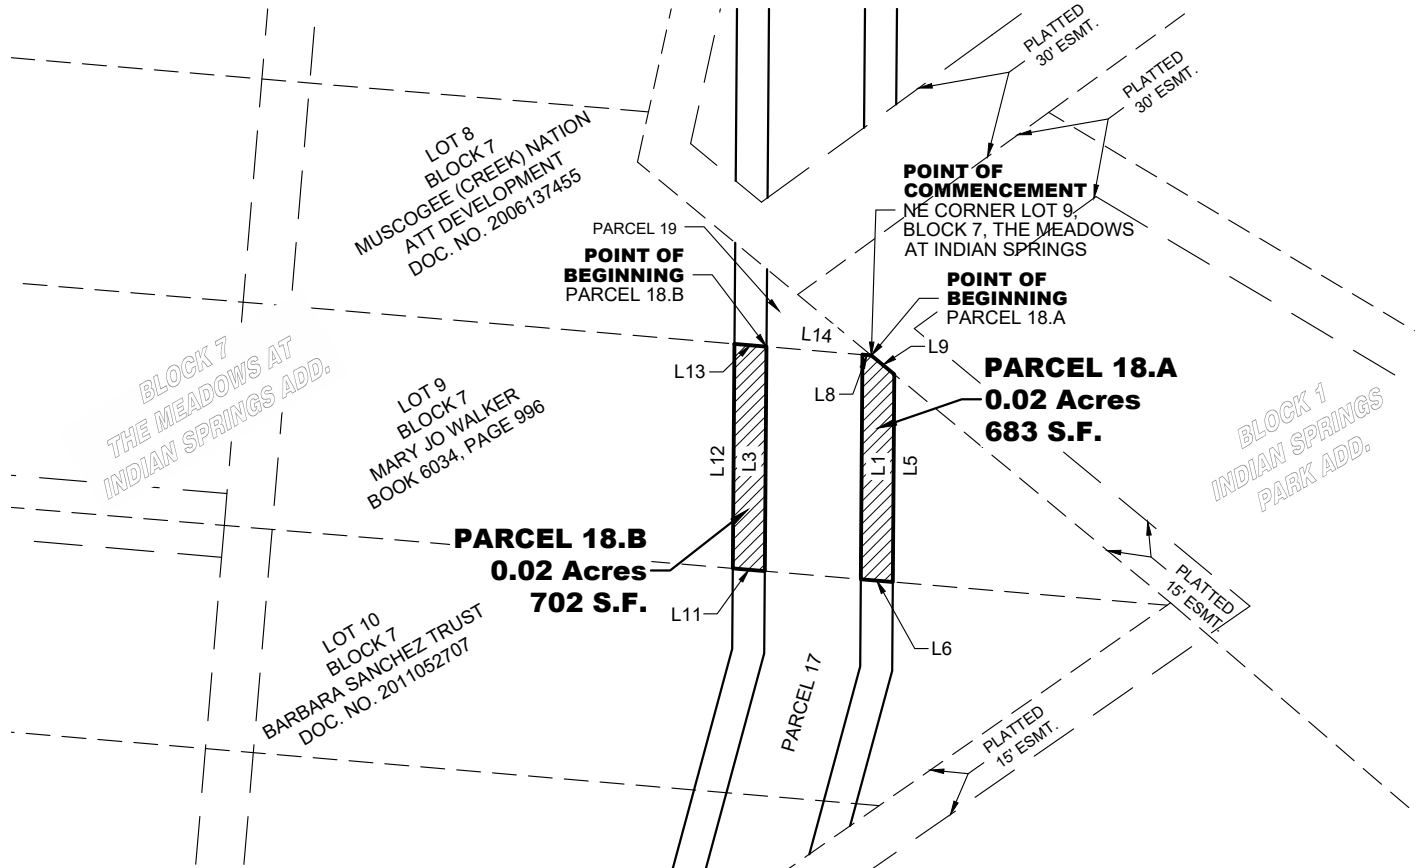 PLATTED
30' ESMT.
PLATTED
30' ESMT.
LOT 8
BLOCK 7
MUSCOGEE (CREEK) NATION
ATT DEVELOPMENT
DOC. NO. 2006137455
POINT OF
COMMENCEMENT
NE CORNER LOT 9,
BLOCK 7, THE MEADOWS
AT INDIAN SPRINGS
PARCEL 19
POINT OF
BEGINNING
PARCEL 18.B
POINT OF
BEGINNING
PARCEL 18.A
L14
L9
L13
L8
PARCEL 18.A
0.02 Acres
683 S.F.
BLOCK 7
THE MEADOWS AT
INDIAN SPRINGS ADD.
LOT 9
BLOCK 7
MARY JO WALKER
BOOK 6034, PAGE 996
BLOCK 1
INDIAN SPRINGS
PARK ADD.
L12
L3
L1
L5
PARCEL 18.B
0.02 Acres
702 S.F.
L11
L6
PLATTED
15' ESMT.
LOT 10
BLOCK 7
BARBARA SANCHEZ TRUST
DOC. NO. 2011052707
PARCEL 17
PLATTED
15' ESMT.